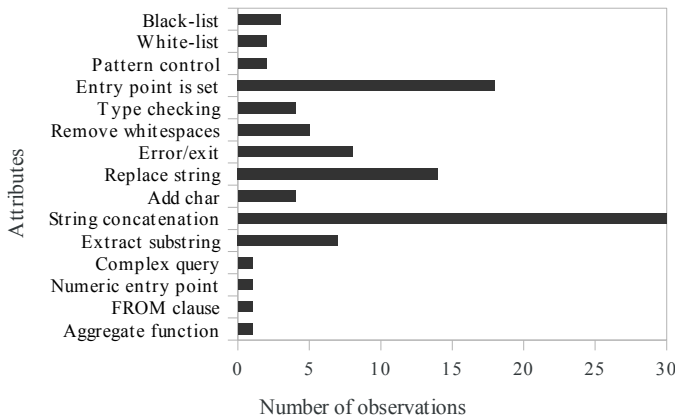 Black-list
White-list
Pattern control
Entry point is set
Type checking
Remove whitespaces
Error/exit
Replace string
Add char
String concatenation
Extract substring
Complex query
Numeric entry point
FROM clause
Aggregate function
Attributes
0 5 10 15 20 25 30
Number of observations